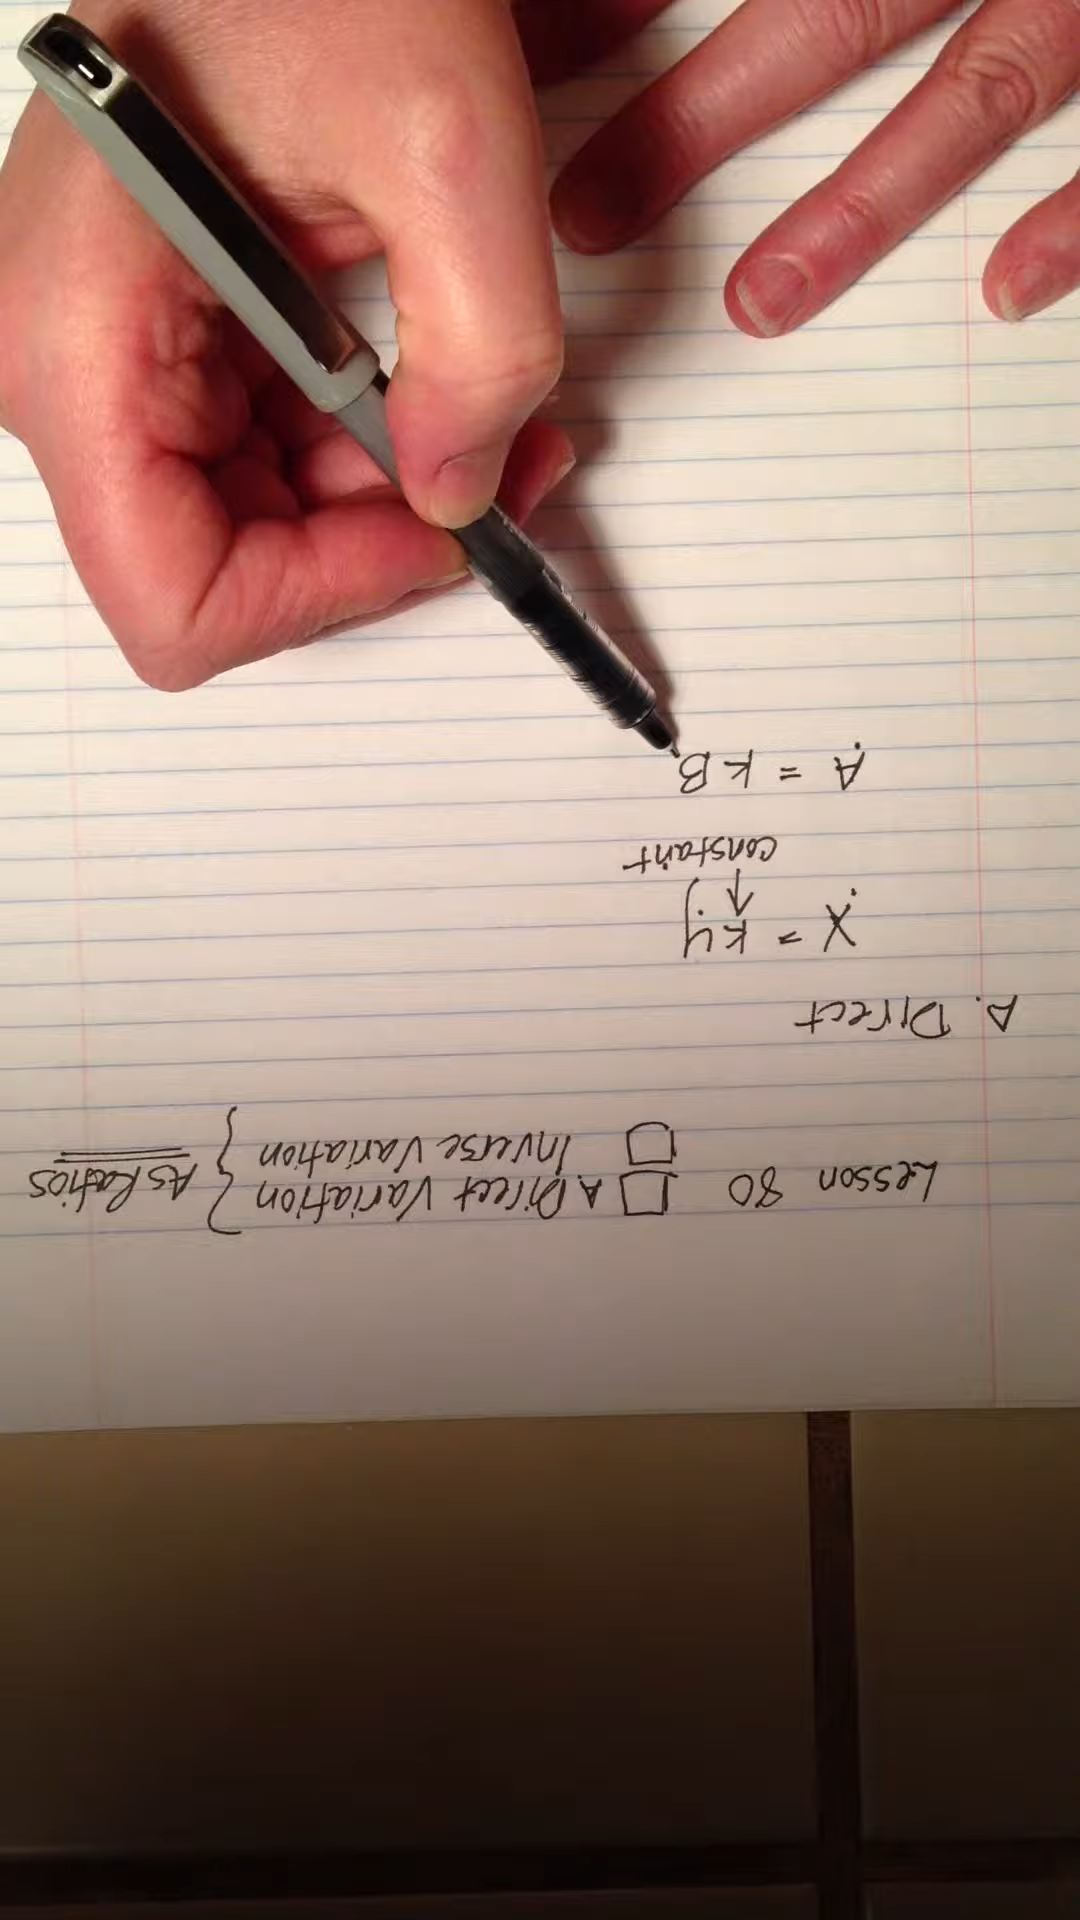 Lesson 80 □ A. Direct Variation } As Ratios
□ Inverse Variation
A. Direct
X = ky
↑
constant
A = kB